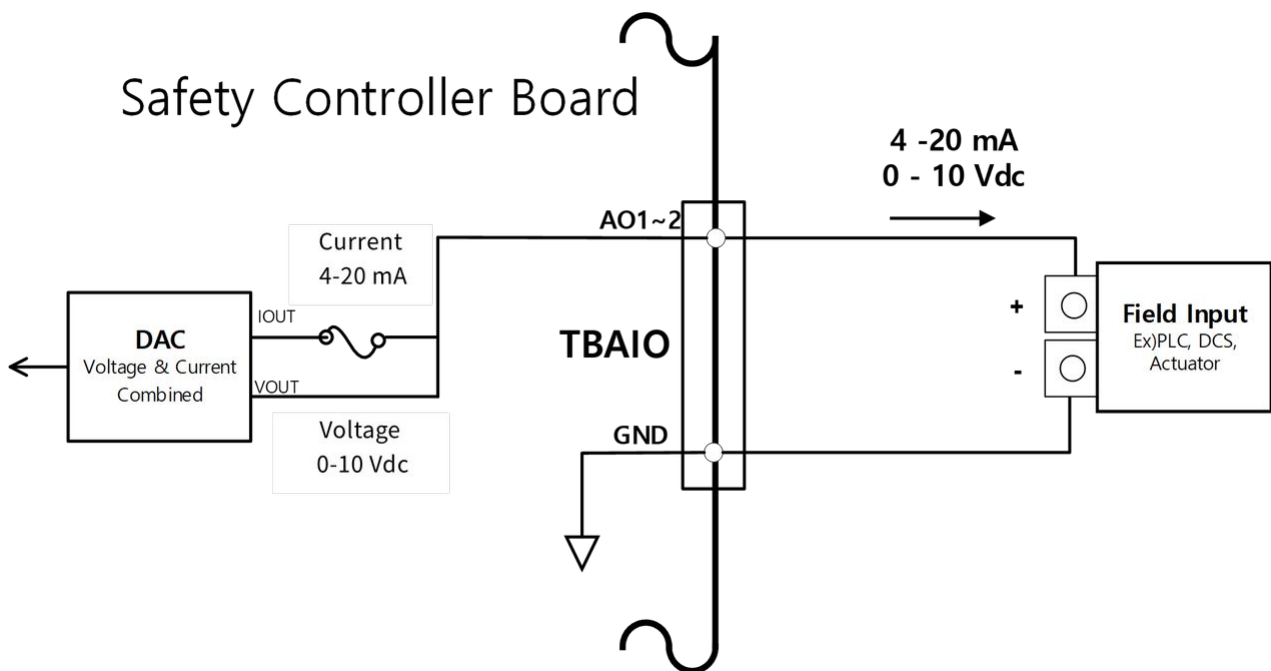 Safety Controller Board
4 -20 mA
0 - 10 Vdc
AO1~2
Current
4-20 mA
IOUT
DAC
Voltage & Current
Combined
VOUT
TBAIO
+
-
Field Input
Ex)PLC, DCS,
Actuator
Voltage
0-10 Vdc
GND